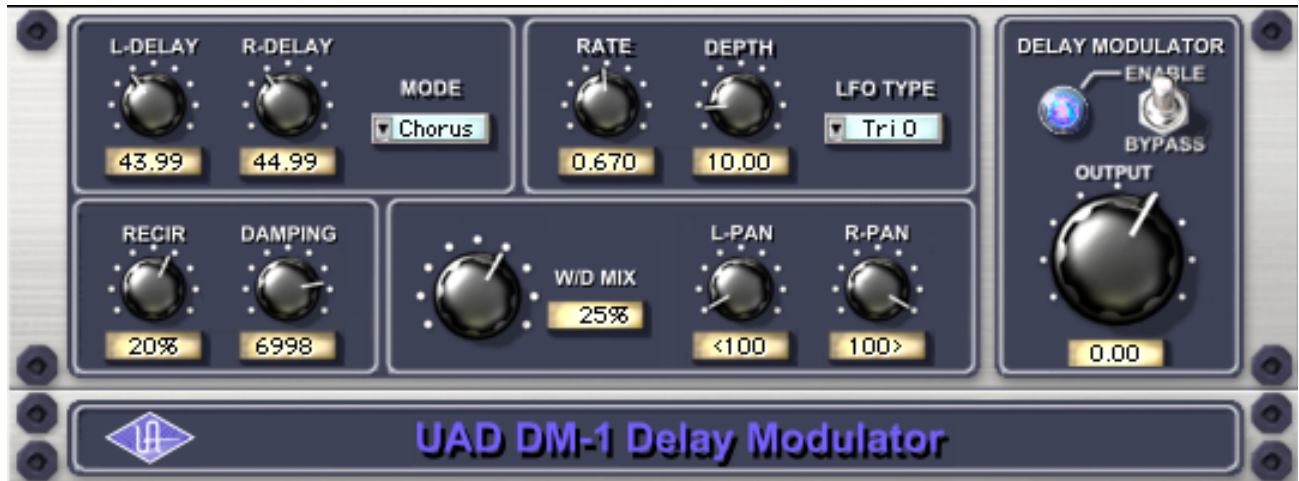 L-DELAY R-DELAY
MODE
Chorus
43.99 44.99
RATE DEPTH
LFO TYPE
Tri 0
0.670 10.00
DELAY MODULATOR
ENABLE
BYPASS
OUTPUT
0.00
RECIR DAMPING
20% 6998
W/D MIX
25%
L-PAN R-PAN
<100 100>
UA
UAD DM-1 Delay Modulator